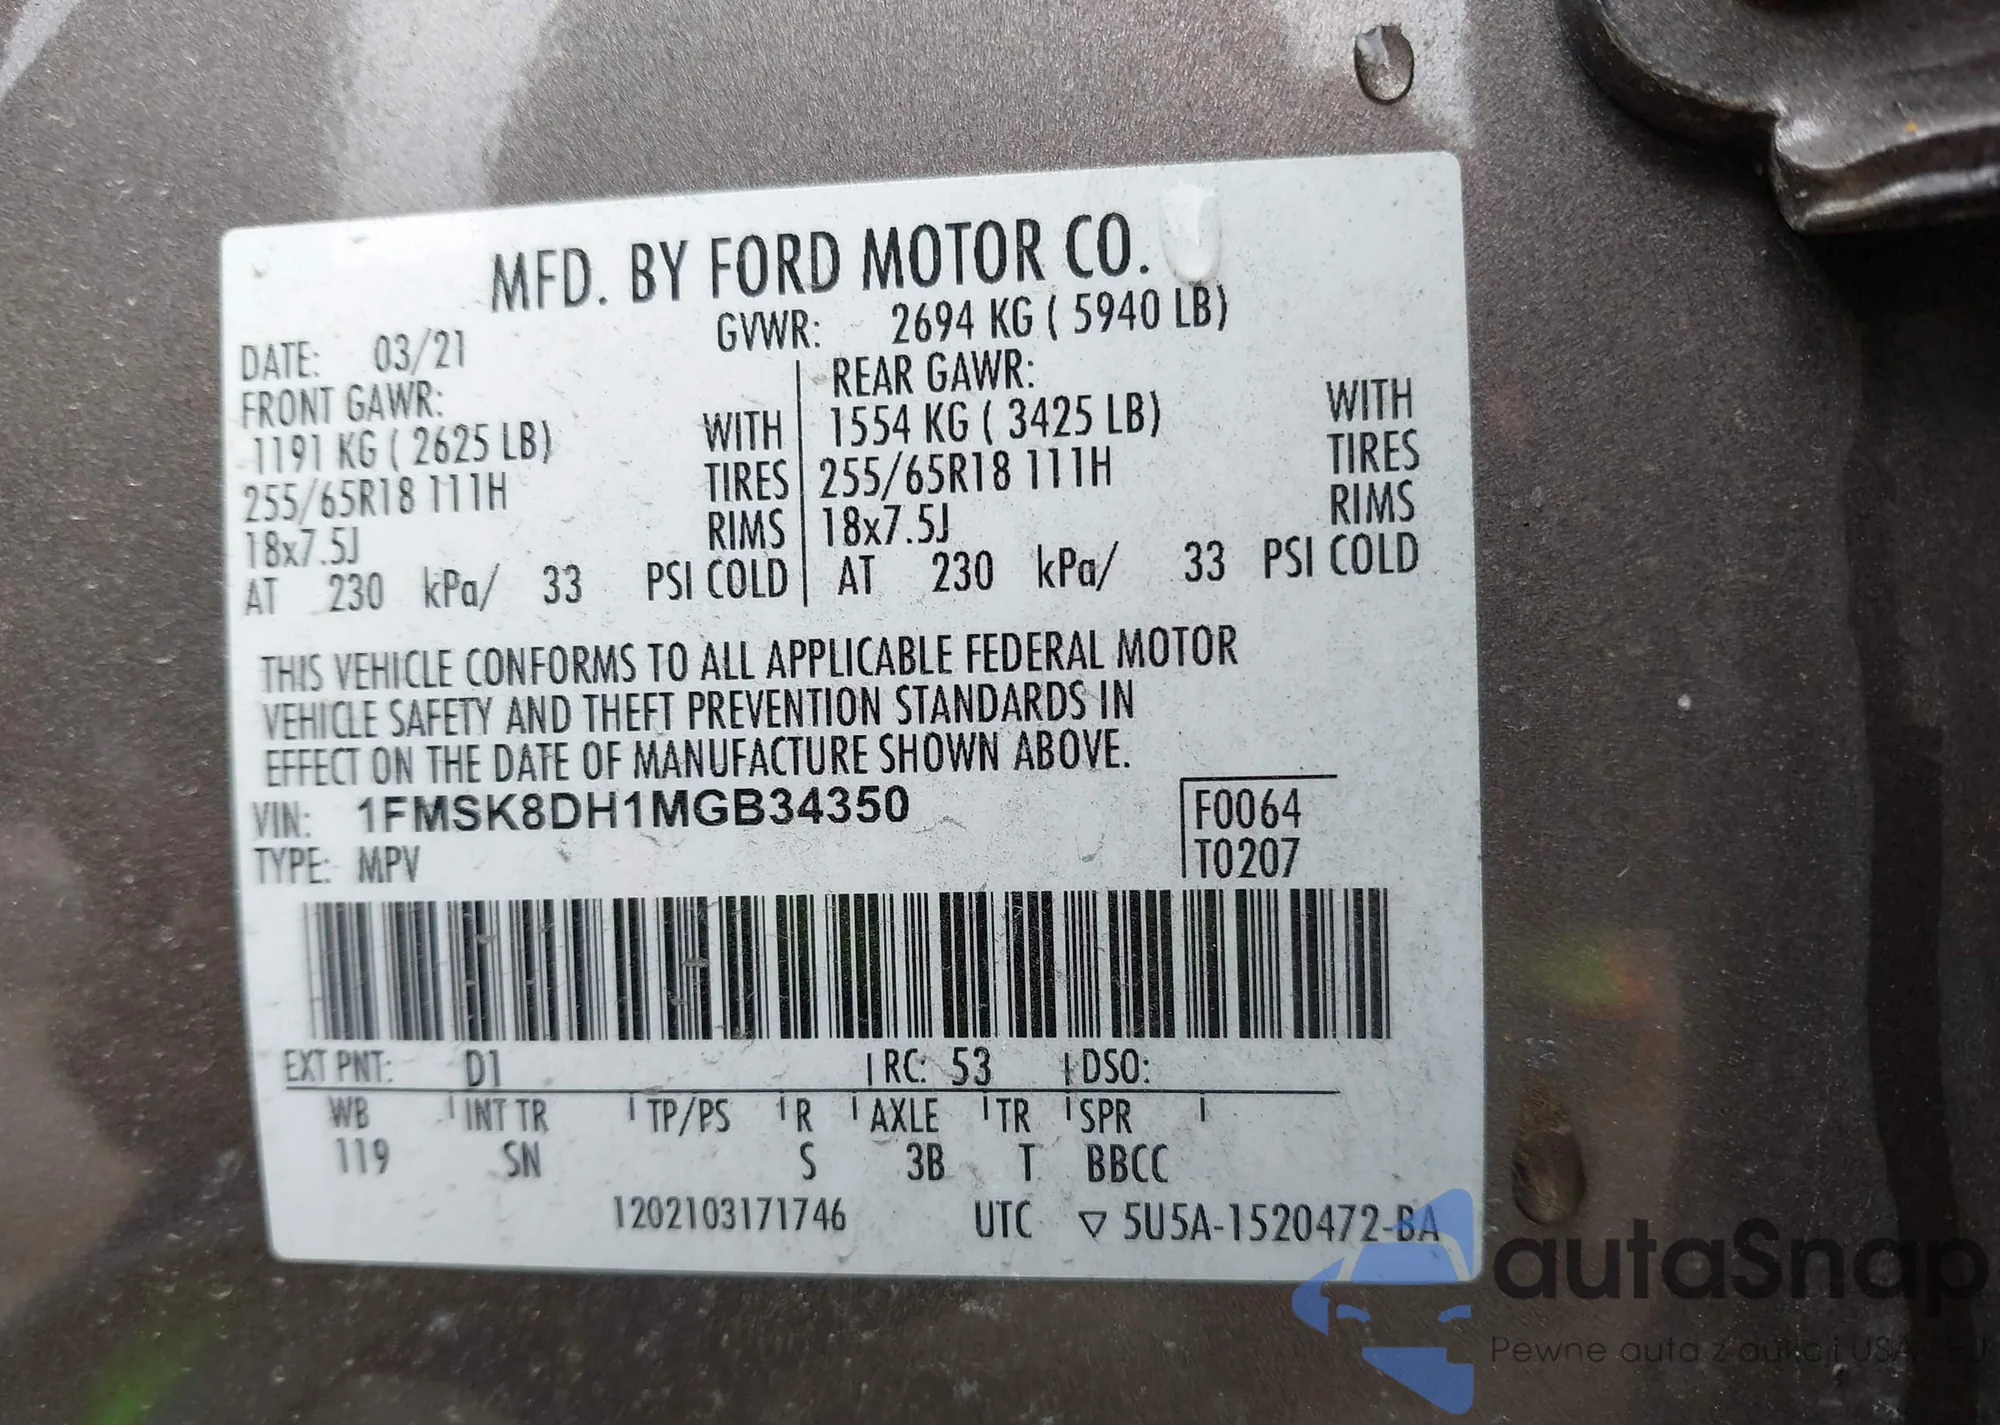 MFD. BY FORD MOTOR CO.
DATE: 03/21 GVWR: 2694 KG ( 5940 LB)
FRONT GAWR: REAR GAWR:
1191 KG ( 2625 LB) WITH 1554 KG ( 3425 LB) WITH
255/65R18 111H TIRES 255/65R18 111H TIRES
18x7.5J RIMS 18x7.5J RIMS
AT 230 kPa/ 33 PSI COLD AT 230 kPa/ 33 PSI COLD
THIS VEHICLE CONFORMS TO ALL APPLICABLE FEDERAL MOTOR
VEHICLE SAFETY AND THEFT PREVENTION STANDARDS IN
EFFECT ON THE DATE OF MANUFACTURE SHOWN ABOVE.
VIN: 1FMSK8DH1MGB34350 F0064
TYPE: MPV T0207
EXT PNT: D1 RC: 53 DSO:
WB INT TR TP/PS R AXLE TR SPR
119 SN S 3B T BBCC
1202103171746 UTC ▽ 5U5A-1520472-BA
autaSnap
Pewne auta z aukcji USA